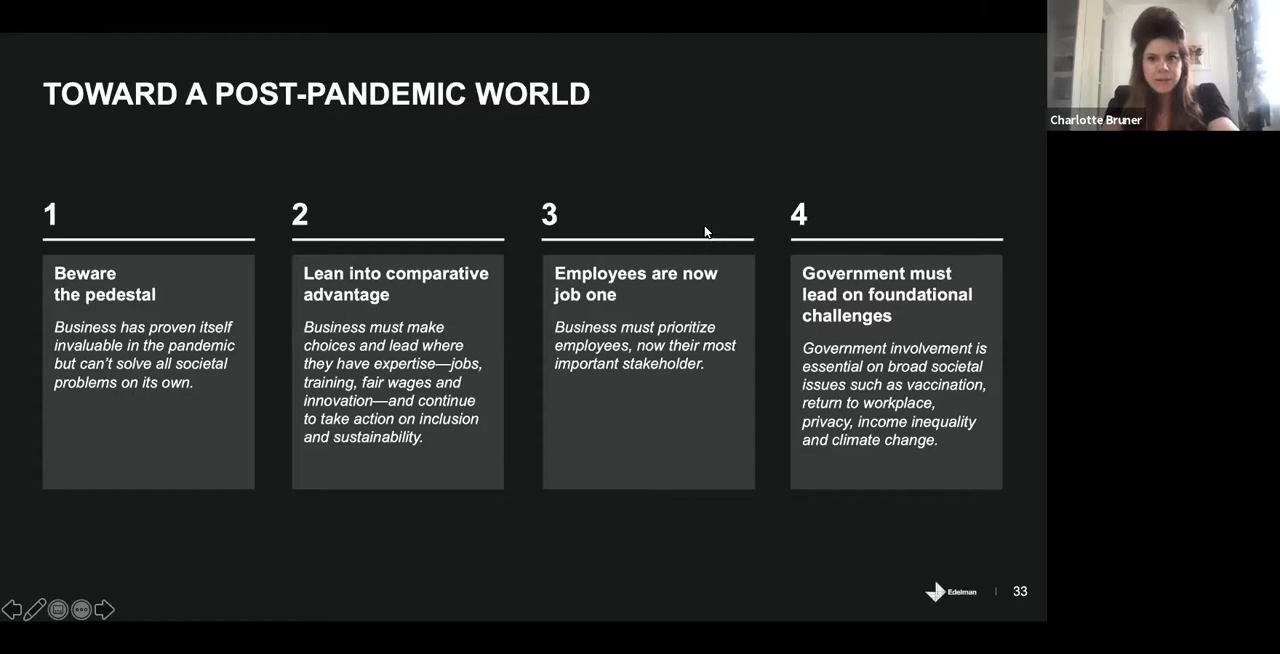 TOWARD A POST-PANDEMIC WORLD
1
Beware
the pedestal
Business has proven itself
invaluable in the pandemic
but can't solve all societal
problems on its own.
2
Lean into comparative
advantage
Business must make
choices and lead where
they have expertise—jobs,
training, fair wages and
innovation—and continue
to take action on inclusion
and sustainability.
3
Employees are now
job one
Business must prioritize
employees, now their most
important stakeholder.
4
Government must
lead on foundational
challenges
Government involvement is
essential on broad societal
issues such as vaccination,
return to workplace,
privacy, income inequality
and climate change.
Edelman | 33
Charlotte Bruner